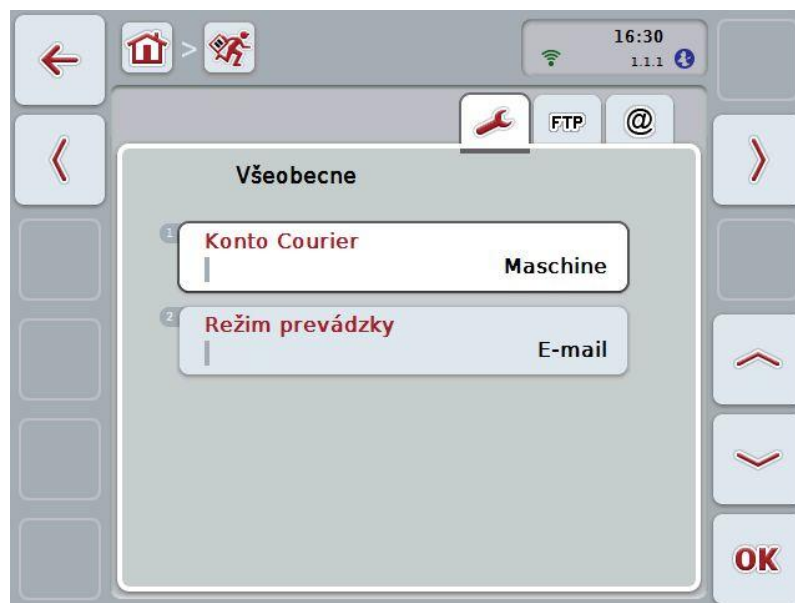 16:30
1.1.1
FTP
@
Všeobecne
1
Konto Courier
Maschine
2
Režim prevádzky
E-mail
OK